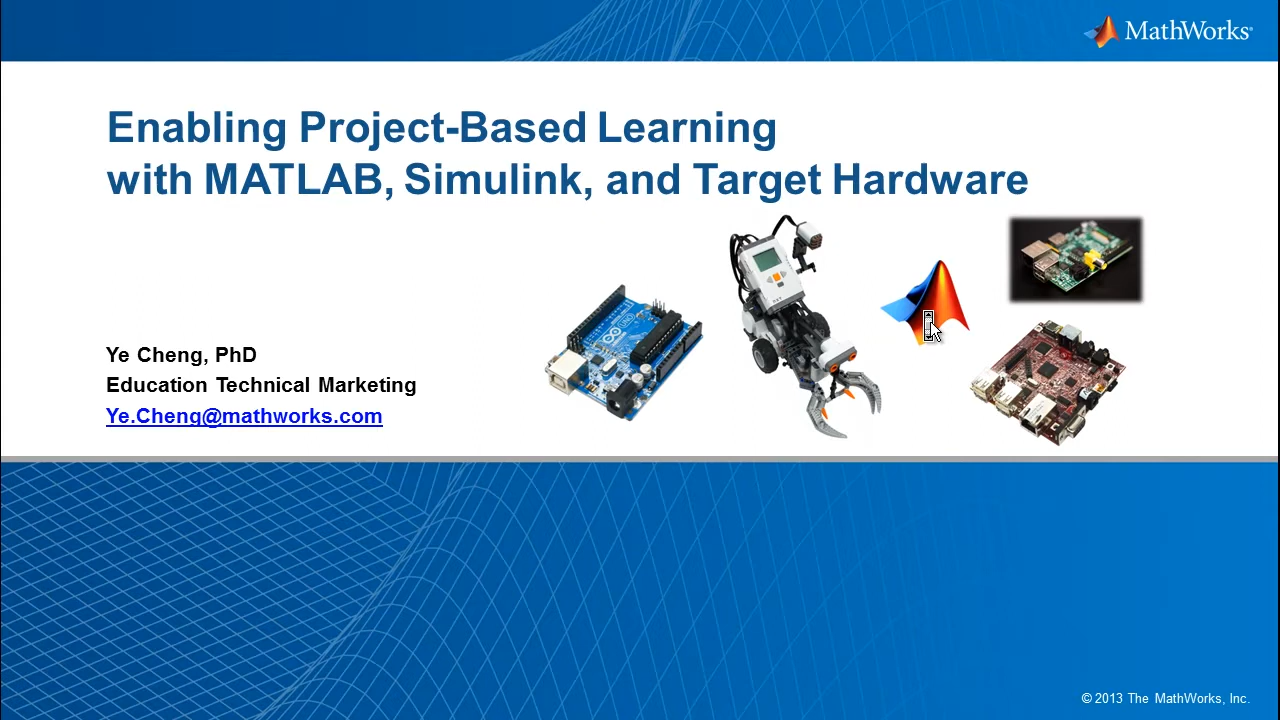 MathWorks®
Enabling Project-Based Learning
with MATLAB, Simulink, and Target Hardware
Ye Cheng, PhD
Education Technical Marketing
Ye.Cheng@mathworks.com
UNO
© 2013 The MathWorks, Inc.